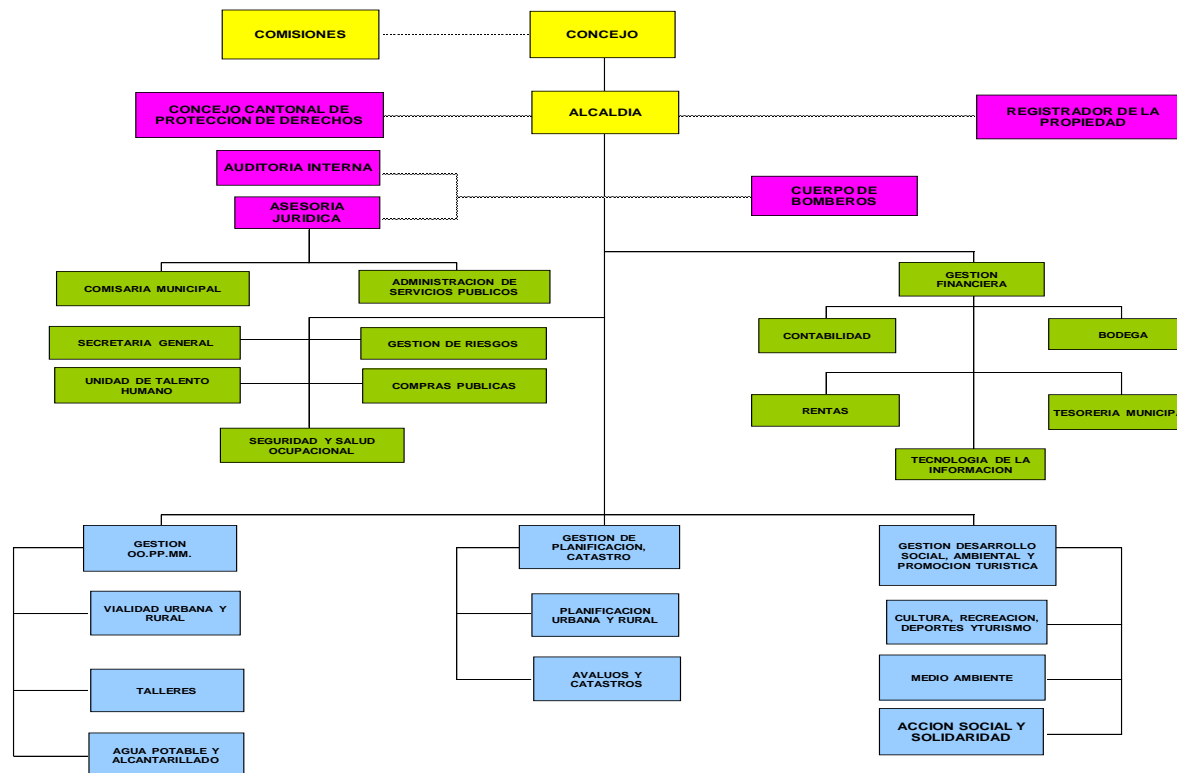 COMISIONES
CONCEJO
CONCEJO CANTONAL DE
PROTECCION DE DERECHOS
ALCALDIA
REGISTRADOR DE LA
PROPIEDAD
AUDITORIA INTERNA
ASESORIA
JURIDICA
CUERPO DE
BOMBEROS
COMISARIA MUNICIPAL
ADMINISTRACION DE
SERVICIOS PUBLICOS
GESTION
FINANCIERA
SECRETARIA GENERAL
GESTION DE RIESGOS
CONTABILIDAD
BODEGA
UNIDAD DE TALENTO
HUMANO
COMPRAS PUBLICAS
RENTAS
TESORERIA MUNICIPA
SEGURIDAD Y SALUD
OCUPACIONAL
TECNOLOGIA DE LA
INFORMACION
GESTION
OO.PP.MM.
GESTION DE
PLANIFICACION,
CATASTRO
GESTION DESARROLLO
SOCIAL, AMBIENTAL Y
PROMOCION TURISTICA
VIALIDAD URBANA Y
RURAL
PLANIFICACION
URBANA Y RURAL
CULTURA, RECREACION,
DEPORTES YTURISMO
TALLERES
AVALUOS Y
CATASTROS
MEDIO AMBIENTE
AGUA POTABLE Y
ALCANTARILLADO
ACCION SOCIAL Y
SOLIDARIDAD